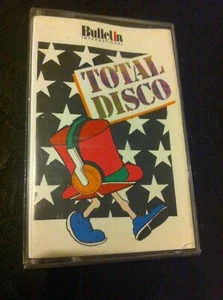 Bulletin
INTERNATIONAL
TOTAL
DISCO